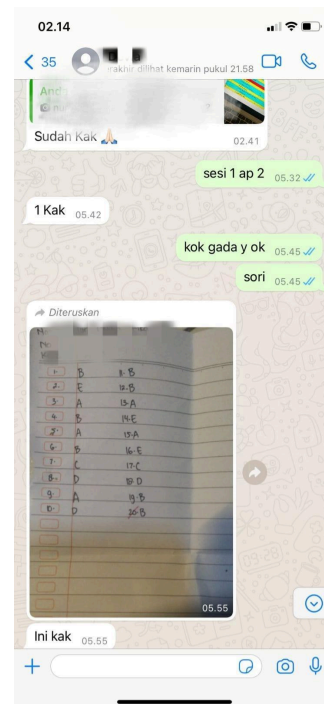 02.14
35
dilihat kemarin pukul 21.58
Anda
Sudah Kak 🙏🏻
02.41
sesi 1 ap 2 05.32
1 Kak 05.42
kok gada y ok 05.45
sori 05.45
Diteruskan
1. B 11. B
2. E 12. B
3. A 13. A
4. B 14. E
5. A 15. A
6. B 16. E
7. C 17. C
8. D 18. D
9. A 19. B
10. D 20. B
05.55
Ini kak 05.55